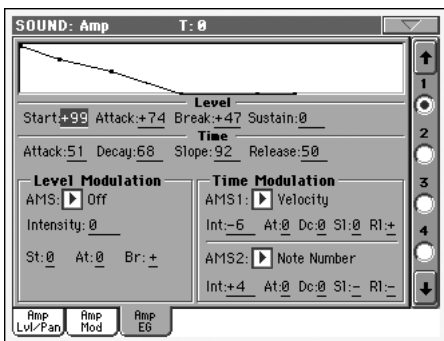 SOUND: Amp T: 0
Level
Start:+99 Attack:+74 Break:+47 Sustain:0
Time
Attack:51 Decay:68 Slope:92 Release:50
Level Modulation
AMS: Off
Intensity: 0
St:0 At:0 Br:+
Time Modulation
AMS1: Velocity
Int:-6 At:0 Dc:0 Sl:0 Rl:+
AMS2: Note Number
Int:+4 At:0 Dc:0 Sl:- Rl:-
1
2
3
4
Amp Lvl/Pan
Amp Mod
Amp EG